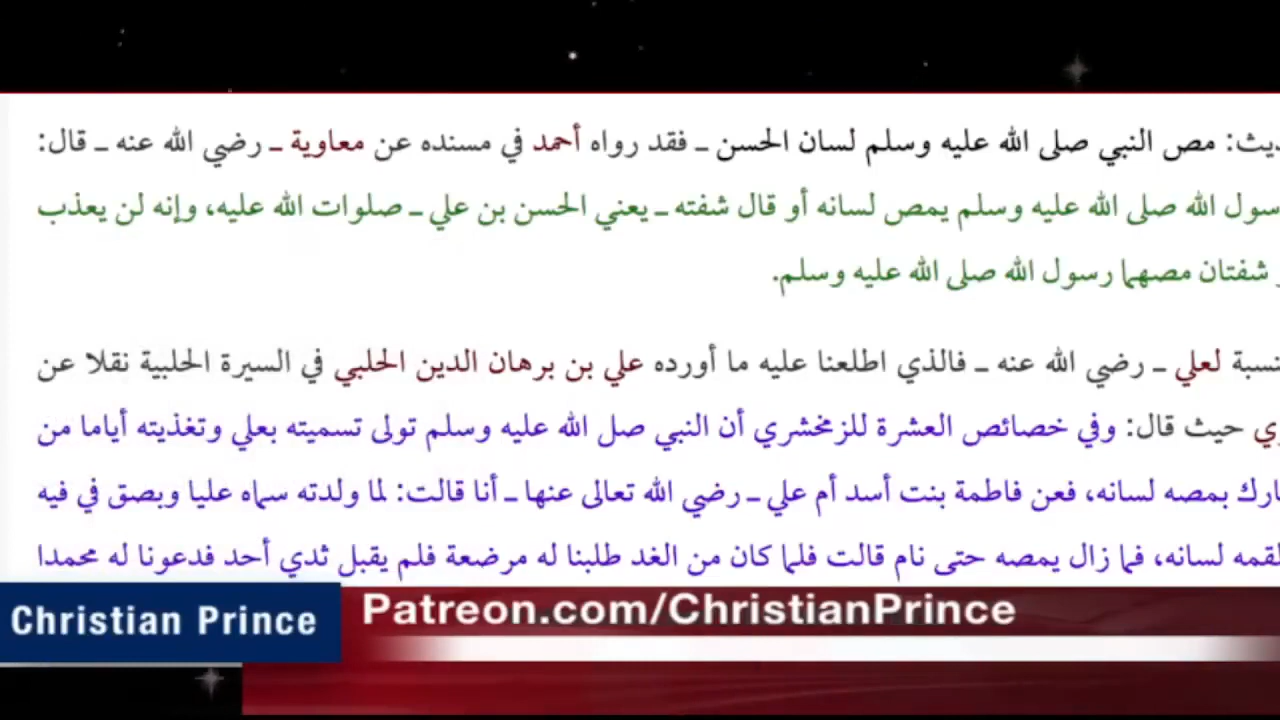 مص النبي صلى الله عليه وسلم لسان الحسن ـ فقد رواه أحمد في مسنده عن معاوية ـ رضي الله عنه ـ قال:
الله صلى الله عليه وسلم يمص لسانه أو قال شفته ـ يعني الحسن بن علي ـ صلوات الله عليه، وإنه لن يعذب
شفتان مصهما رسول الله صلى الله عليه وسلم.
لعلي ـ رضي الله عنه ـ فالذي اطلعنا عليه ما أورده علي بن برهان الدين الحلبي في السيرة الحلبية نقلا عن
حيث قال: وفي خصائص العشرة للزمخشري أن النبي صل الله عليه وسلم تولى تسميته بعلي وتغذيته أياما من
بمصه لسانه، فعن فاطمة بنت أسد أم علي ـ رضي الله تعالى عنها ـ أنا قالت: لما ولدته سماه عليا وبصق في فيه
لسانه، فما زال يمصه حتى نام قالت فلما كان من الغد طلبنا له مرضعة فلم يقبل ثدي أحد فدعونا له محمدا
Christian Prince
Patreon.com/ChristianPrince